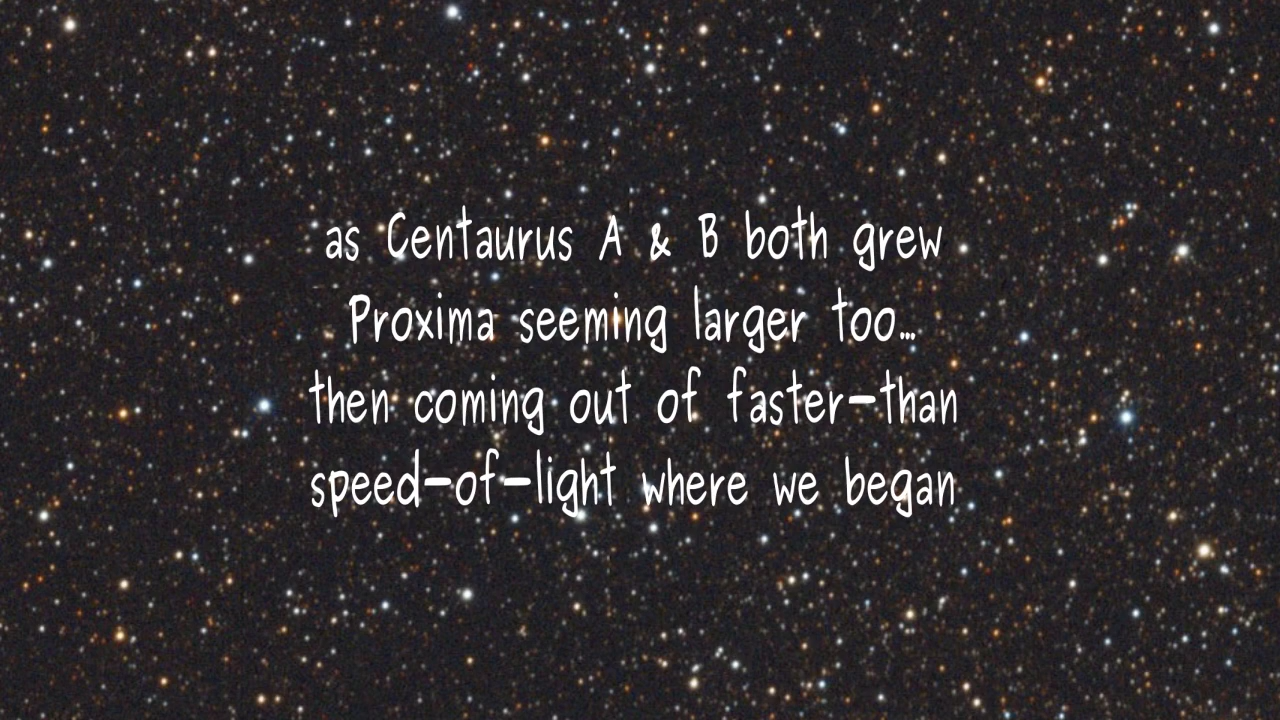 as Centaurus A & B both grew
Proxima seeming larger too...
then coming out of faster-than
speed-of-light where we began